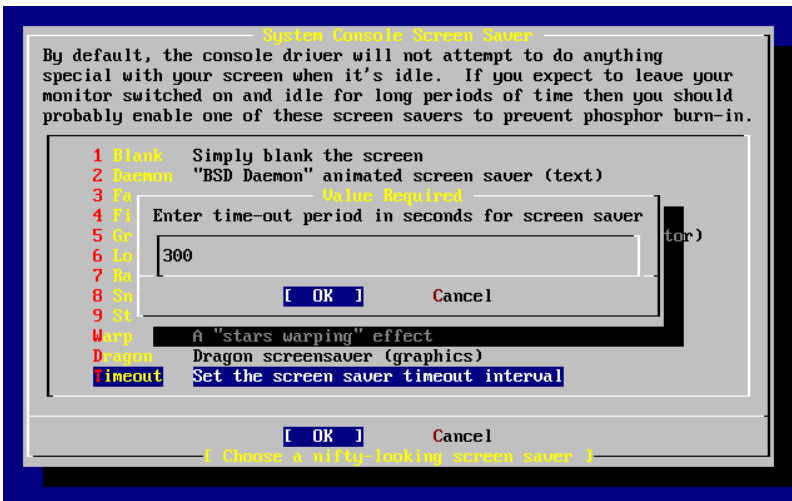 System Console Screen Saver
By default, the console driver will not attempt to do anything
special with your screen when it's idle.  If you expect to leave your
monitor switched on and idle for long periods of time then you should
probably enable one of these screen savers to prevent phosphor burn-in.
1 Blank   Simply blank the screen
2 Daemon  "BSD Daemon" animated screen saver (text)
3 Fa
Value Required
4 Fi
Enter time-out period in seconds for screen saver
5 Gr
tor)
6 Lo
300
7 Ra
8 Sn
[ OK ]   Cancel
9 St
Warp   A "stars warping" effect
Dragon   Dragon screensaver (graphics)
Timeout   Set the screen saver timeout interval
[ OK ]   Cancel
[ Choose a nifty-looking screen saver ]